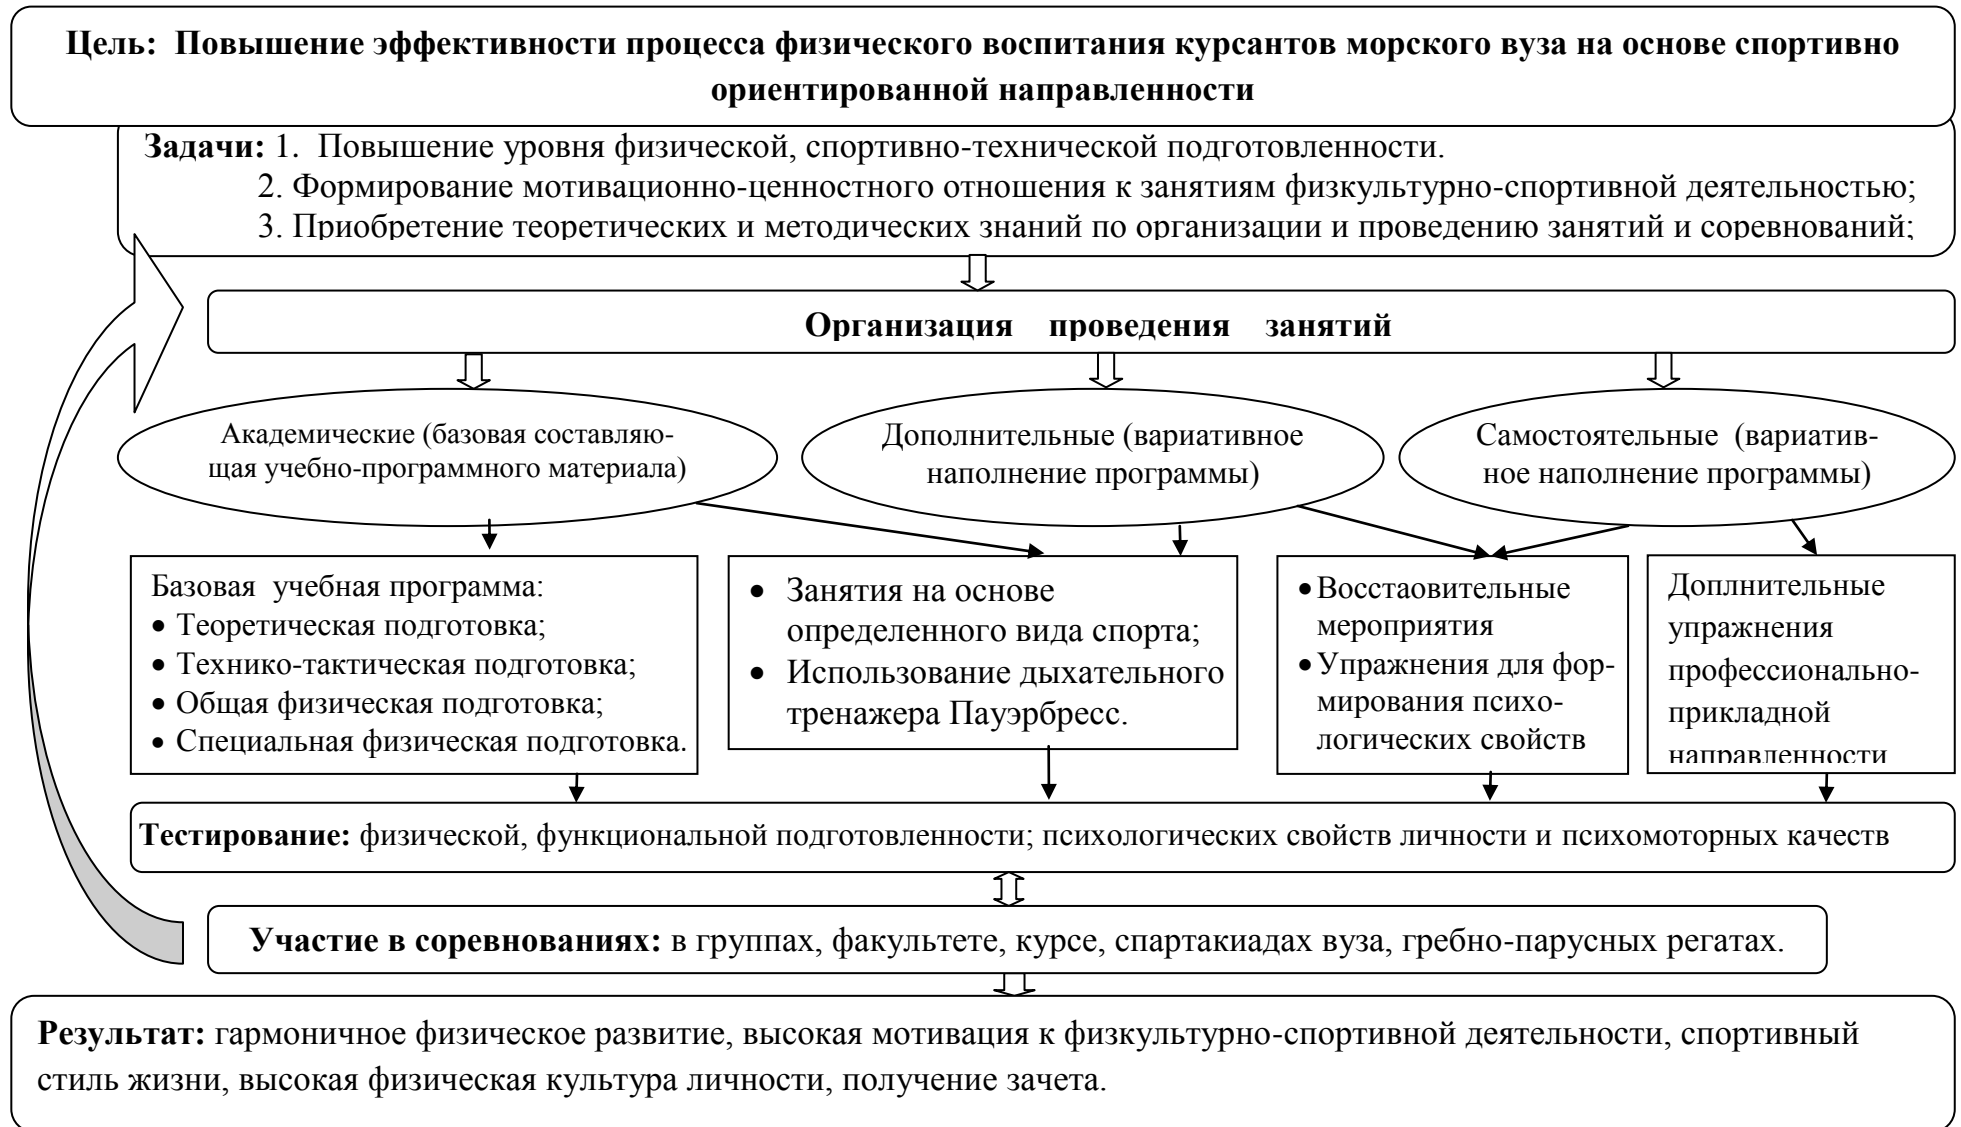 Цель: Повышение эффективности процесса физического воспитания курсантов морского вуза на основе спортивно
ориентированной направленности
Задачи: 1. Повышение уровня физической, спортивно-технической подготовленности.
2. Формирование мотивационно-ценностного отношения к занятиям физкультурно-спортивной деятельностью;
3. Приобретение теоретических и методических знаний по организации и проведению занятий и соревнований;
Организация проведения занятий
Академические (базовая составляю-
щая учебно-программного материала)
Дополнительные (вариативное
наполнение программы)
Самостоятельные (вариатив-
ное наполнение программы)
Базовая учебная программа:
• Теоретическая подготовка;
• Технико-тактическая подготовка;
• Общая физическая подготовка;
• Специальная физическая подготовка.
• Занятия на основе
определенного вида спорта;
• Использование дыхательного
тренажера Пауэрбресс.
• Восстаовительные
мероприятия
• Упражнения для фор-
мирования психо-
логических свойств
Доплнительные
упражнения
профессионально-
прикладной
направленности
Тестирование: физической, функциональной подготовленности; психологических свойств личности и психомоторных качеств
Участие в соревнованиях: в группах, факультете, курсе, спартакиадах вуза, гребно-парусных регатах.
Результат: гармоничное физическое развитие, высокая мотивация к физкультурно-спортивной деятельности, спортивный
стиль жизни, высокая физическая культура личности, получение зачета.